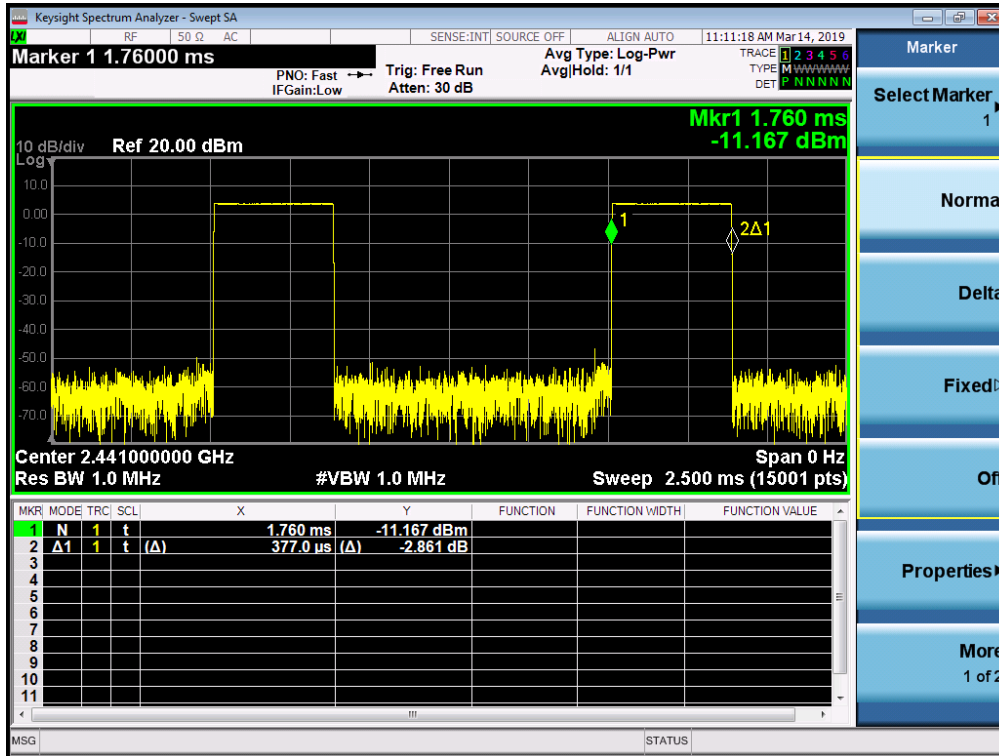 Keysight Spectrum Analyzer - Swept SA
LXI RF 50 Ω AC SENSE:INT SOURCE OFF ALIGN AUTO 11:11:18 AM Mar 14, 2019
Marker 1 1.76000 ms
PNO: Fast
IFGain:Low
Trig: Free Run
Atten: 30 dB
Avg Type: Log-Pwr
Avg|Hold: 1/1
TRACE 1 2 3 4 5 6
TYPE M W W W W W
DET P N N N N N
Mkr1 1.760 ms
-11.167 dBm
10 dB/div Ref 20.00 dBm
Log
10.0
0.00
-10.0
-20.0
-30.0
-40.0
-50.0
-60.0
-70.0
1
2Δ1
Center 2.441000000 GHz Span 0 Hz
Res BW 1.0 MHz #VBW 1.0 MHz Sweep 2.500 ms (15001 pts)
MKR MODE TRC SCL X Y FUNCTION FUNCTION WIDTH FUNCTION VALUE
1 N 1 t 1.760 ms -11.167 dBm
2 Δ1 1 t (Δ) 377.0 µs (Δ) -2.861 dB
3
4
5
6
7
8
9
10
11
MSG STATUS
Marker
Select Marker
1
Norma
Delta
Fixed
Off
Properties
More
1 of 2